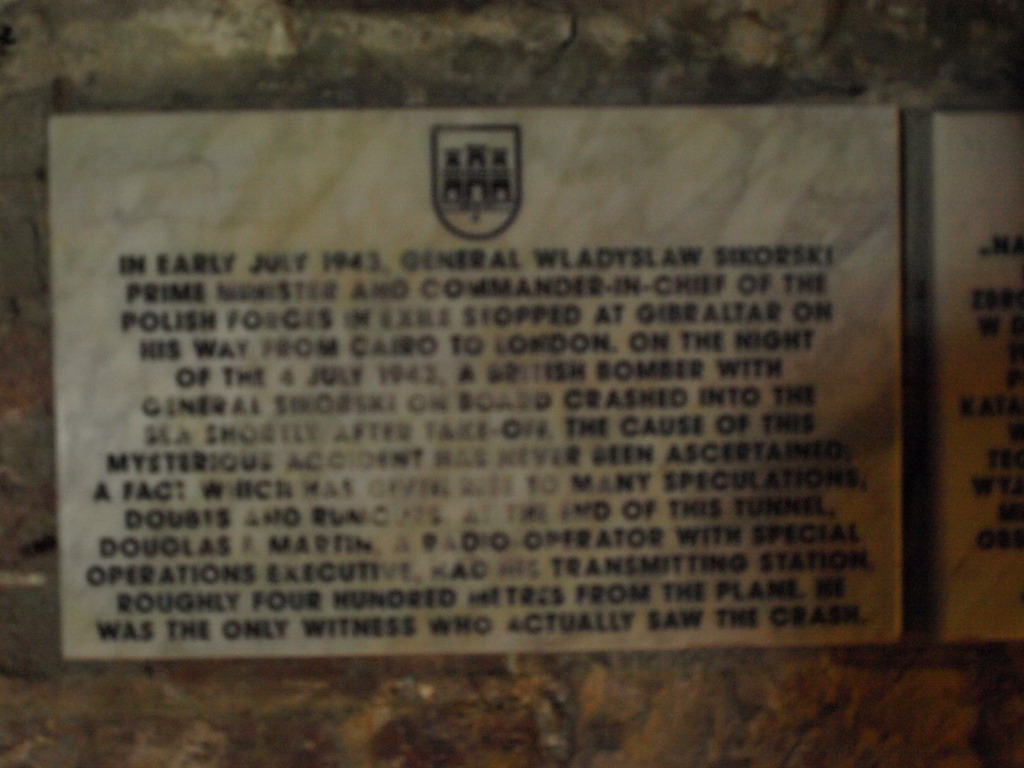 IN EARLY JULY 1943, GENERAL WLADYSLAW SIKORSKI
PRIME MINISTER AND COMMANDER-IN-CHIEF OF THE
POLISH FORCES IN EXILE STOPPED AT GIBRALTAR ON
HIS WAY FROM CAIRO TO LONDON. ON THE NIGHT
OF THE 4 JULY 1943, A BRITISH BOMBER WITH
GENERAL SIKORSKI ON BOARD CRASHED INTO THE
SEA SHORTLY AFTER TAKE-OFF. THE CAUSE OF THIS
MYSTERIOUS ACCIDENT HAS NEVER BEEN ASCERTAINED;
A FACT WHICH HAS GIVEN RISE TO MANY SPECULATIONS,
DOUBTS AND RUMOURS. AT THE END OF THIS TUNNEL,
DOUGLAS MARTIN, A RADIO OPERATOR WITH SPECIAL
OPERATIONS EXECUTIVE, HAD HIS TRANSMITTING STATION,
ROUGHLY FOUR HUNDRED METRES FROM THE PLANE. HE
WAS THE ONLY WITNESS WHO ACTUALLY SAW THE CRASH.
„NA
W
KATA